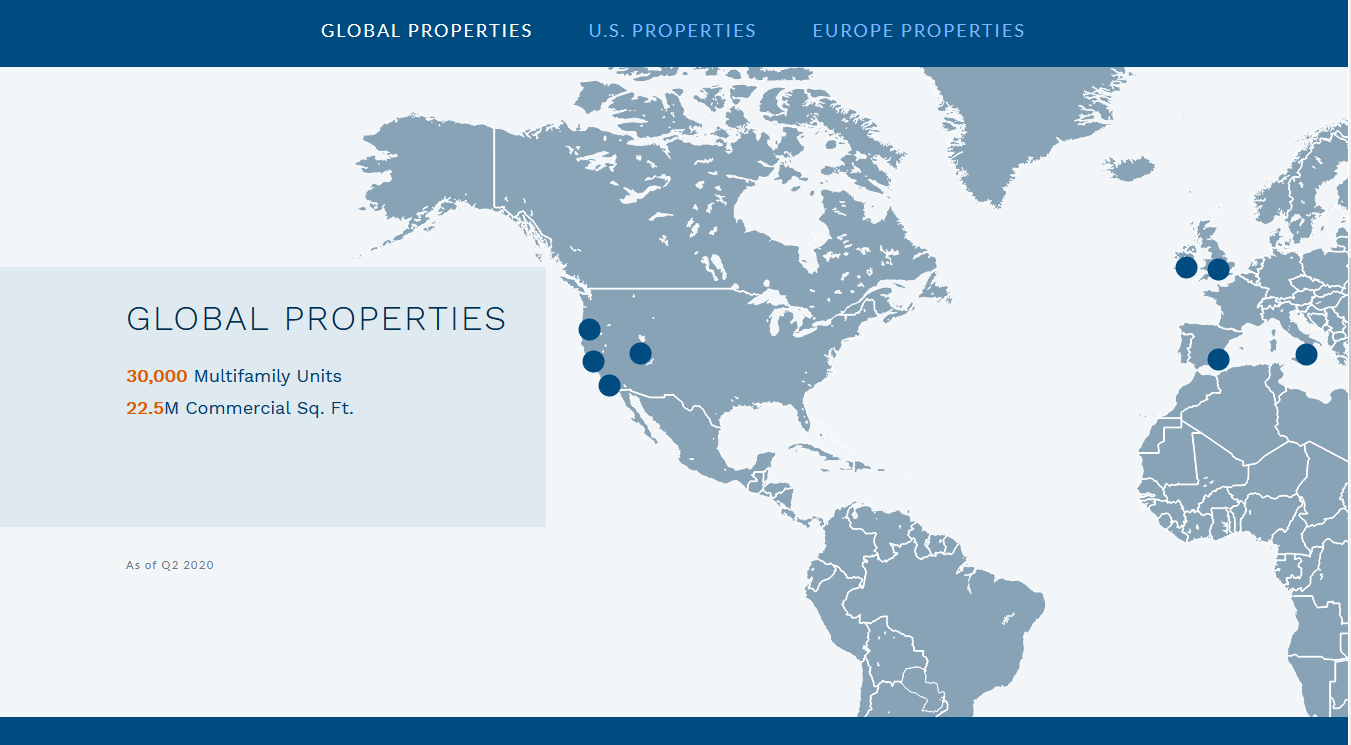 GLOBAL PROPERTIES
U.S. PROPERTIES
EUROPE PROPERTIES
GLOBAL PROPERTIES
30,000 Multifamily Units
22.5M Commercial Sq. Ft.
As of Q2 2020